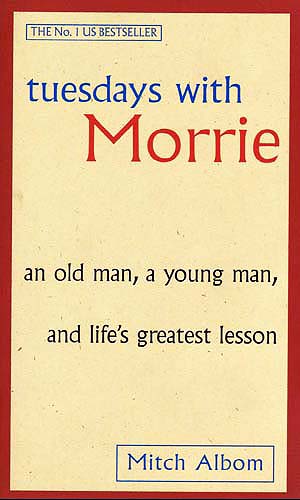 THE No. 1 US BESTSELLER
tuesdays with
Morrie
an old man, a young man,
and life's greatest lesson
Mitch Albom